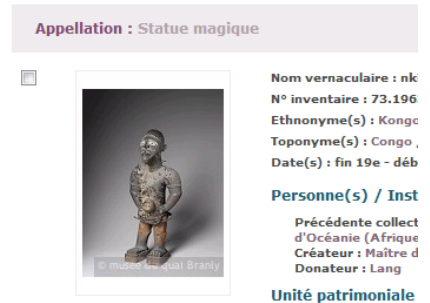 Appellation : Statue magique
Nom vernaculaire : nk
N° inventaire : 73.196
Ethnonyme(s) : Kongo
Toponyme(s) : Congo ,
Date(s) : fin 19e - déb
Personne(s) / Inst
Précédente collect
d'Océanie (Afrique
Créateur : Maître d
Donateur : Lang
Unité patrimoniale
© musée du quai Branly